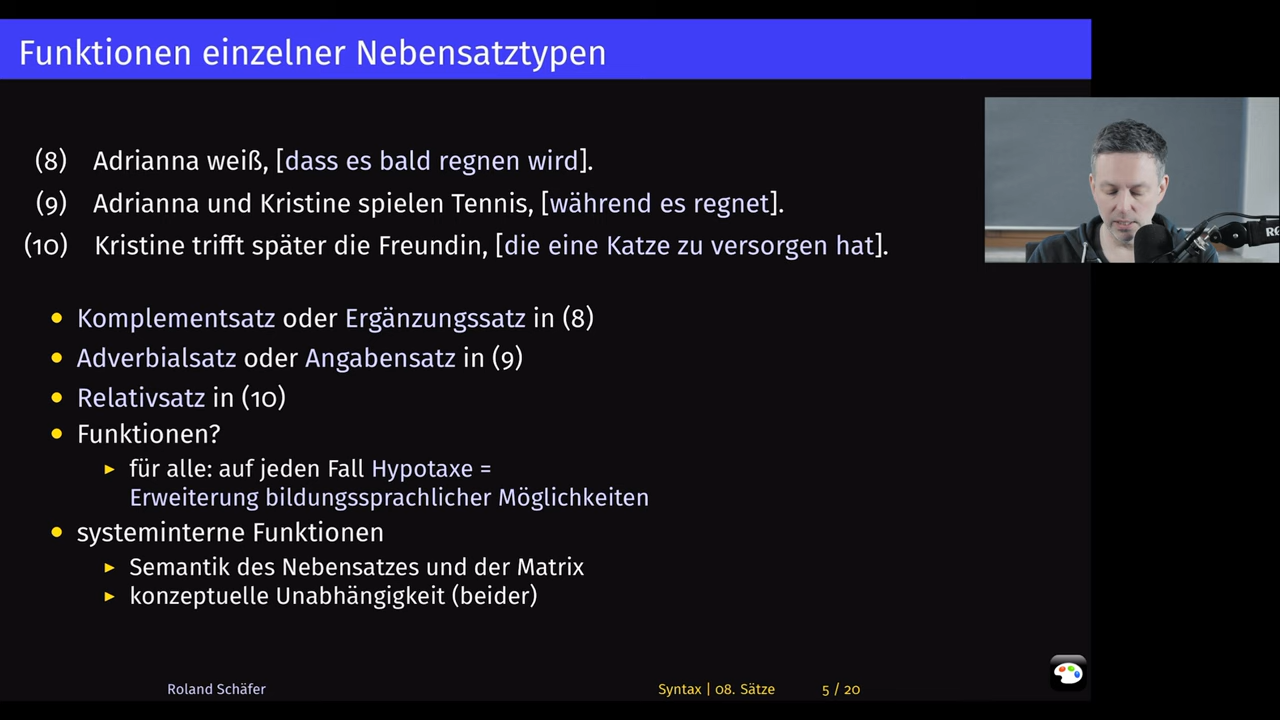 Funktionen einzelner Nebensatztypen
(8) Adrianna weiß, [dass es bald regnen wird].
(9) Adrianna und Kristine spielen Tennis, [während es regnet].
(10) Kristine trifft später die Freundin, [die eine Katze zu versorgen hat].
• Komplementsatz oder Ergänzungssatz in (8)
• Adverbialsatz oder Angabensatz in (9)
• Relativsatz in (10)
• Funktionen?
▶ für alle: auf jeden Fall Hypotaxe =
Erweiterung bildungssprachlicher Möglichkeiten
• systeminterne Funktionen
▶ Semantik des Nebensatzes und der Matrix
▶ konzeptuelle Unabhängigkeit (beider)
Roland Schäfer Syntax | 08. Sätze 5 / 20